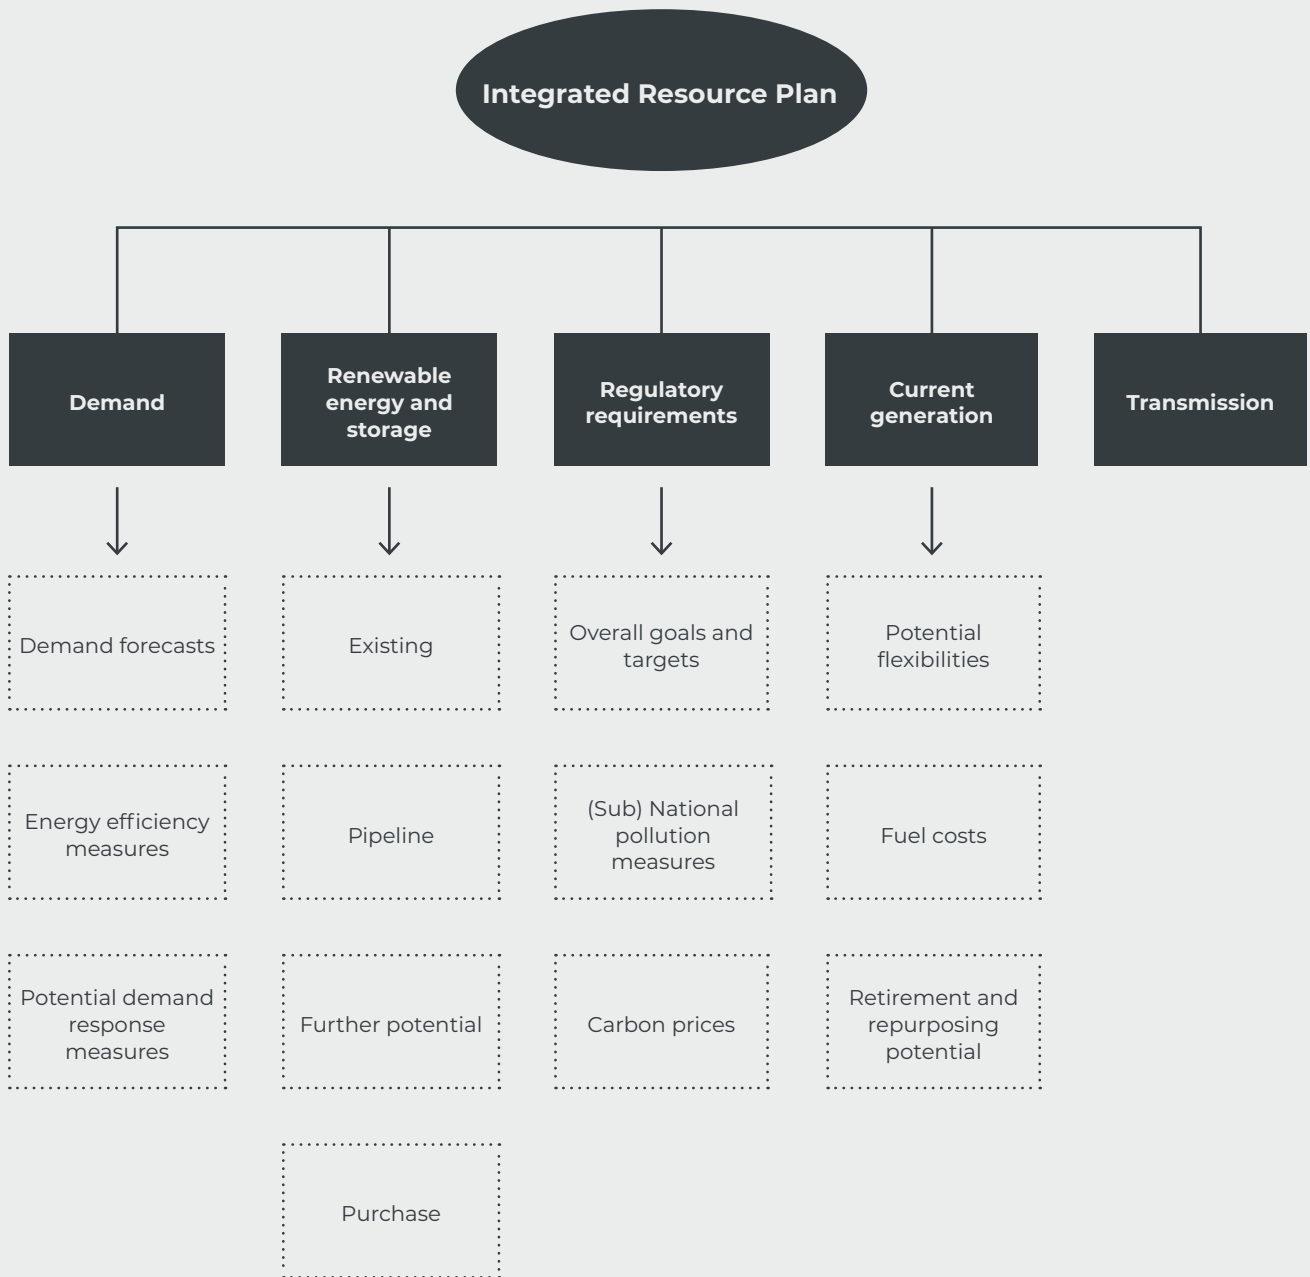 Integrated Resource Plan
Demand
Renewable
energy and
storage
Regulatory
requirements
Current
generation
Transmission
Demand forecasts
Existing
Overall goals and
targets
Potential
flexibilities
Energy efficiency
measures
Pipeline
(Sub) National
pollution
measures
Fuel costs
Potential demand
response
measures
Further potential
Carbon prices
Retirement and
repurposing
potential
Purchase